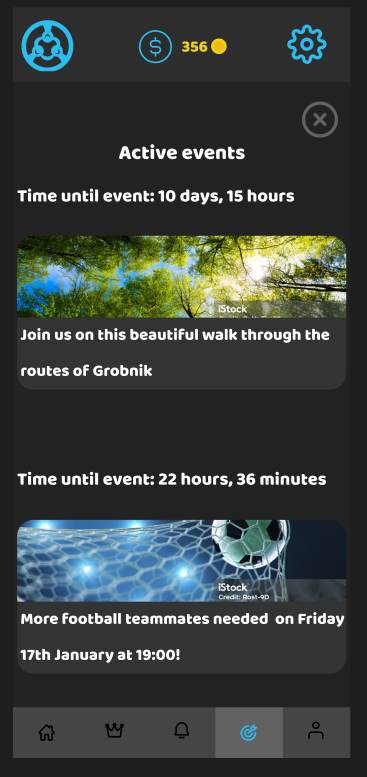 356
Active events
Time until event: 10 days, 15 hours
iStock
Join us on this beautiful walk through the
routes of Grobnik
Time until event: 22 hours, 36 minutes
iStock
Credit: Rost-9D
More football teammates needed on Friday
17th January at 19:00!